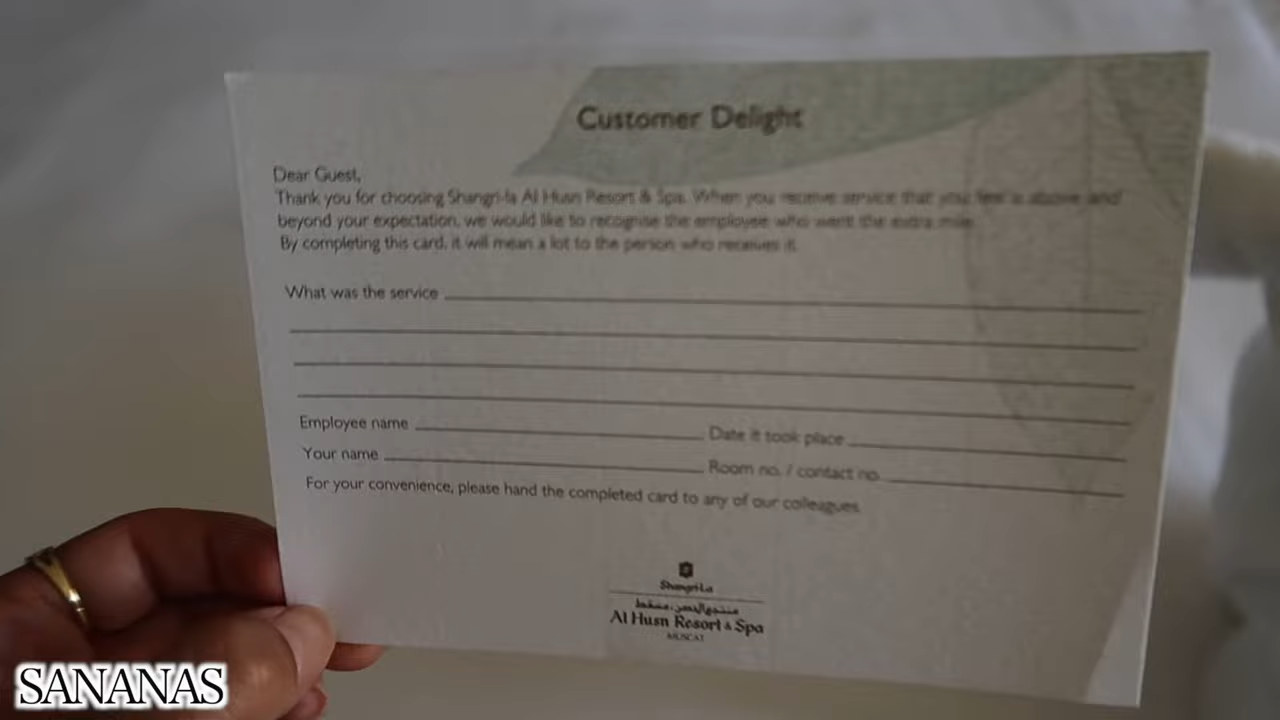 Customer Delight
Dear Guest,
Thank you for choosing Shangri-la Al Husn Resort & Spa. When you receive service that you feel is above and
beyond your expectation, we would like to recognise the employee who went the extra mile.
By completing this card, it will mean a lot to the person who receives it.
What was the service
Employee name
Date it took place
Your name
Room no. / contact no.
For your convenience, please hand the completed card to any of our colleagues.
Shangri-La
منتجع الحصن، مسقط
Al Husn Resort & Spa
MUSCAT
SANANAS